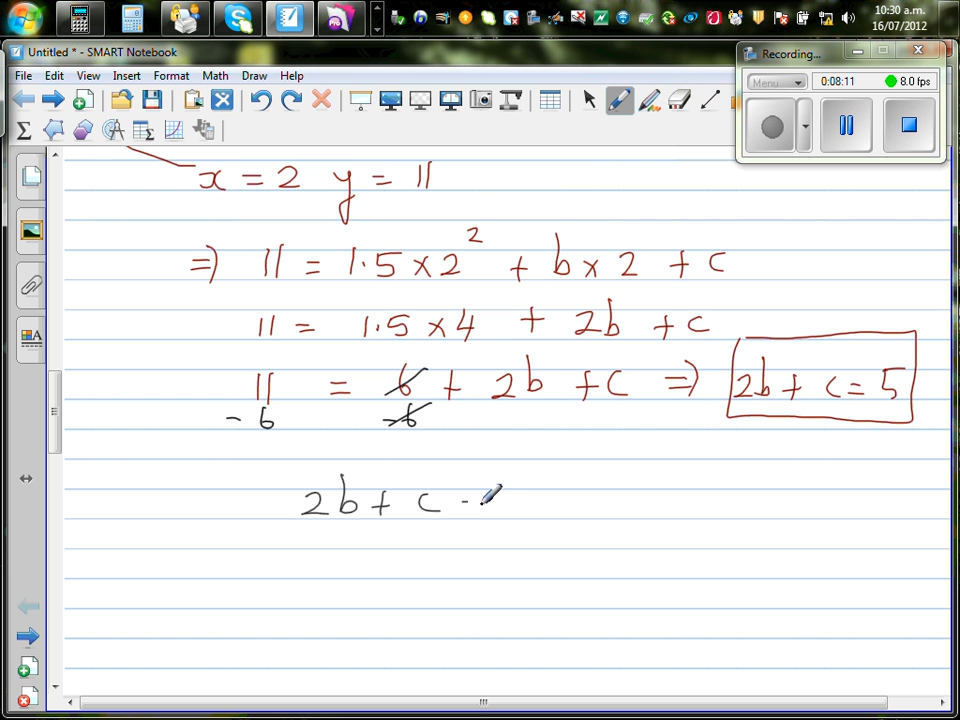 10:30 a.m.
16/07/2012
Untitled * - SMART Notebook
File Edit View Insert Format Math Draw Help
Recording...
Menu
0:08:11
8.0 fps
x = 2 y = 11
⇒ 11 = 1.5 × 2² + b × 2 + c
11 = 1.5 × 4 + 2b + c
11 = 6 + 2b + c ⇒ 2b + c = 5
- 6 - 6
2b + c -